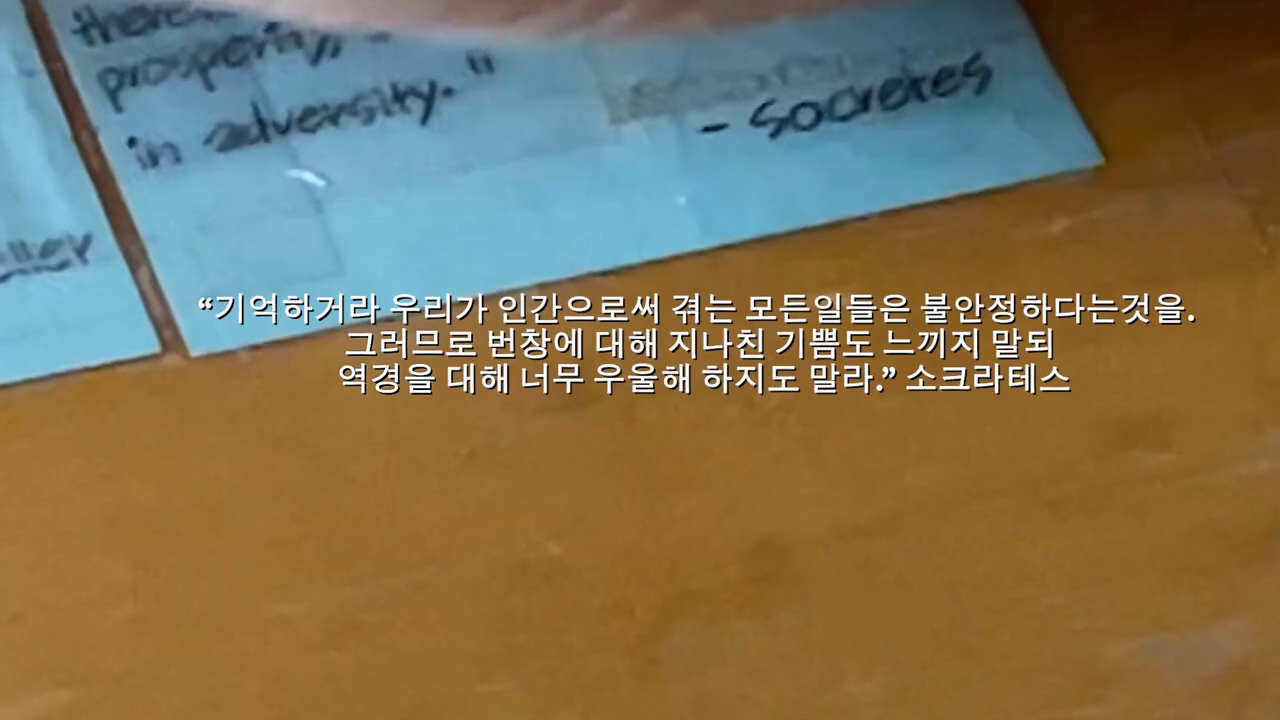 prosperity,
in adversity."
- Socretes
“기억하거라 우리가 인간으로써 겪는 모든일들은 불안정하다는것을.
그러므로 번창에 대해 지나친 기쁨도 느끼지 말되
역경을 대해 너무 우울해 하지도 말라.” 소크라테스